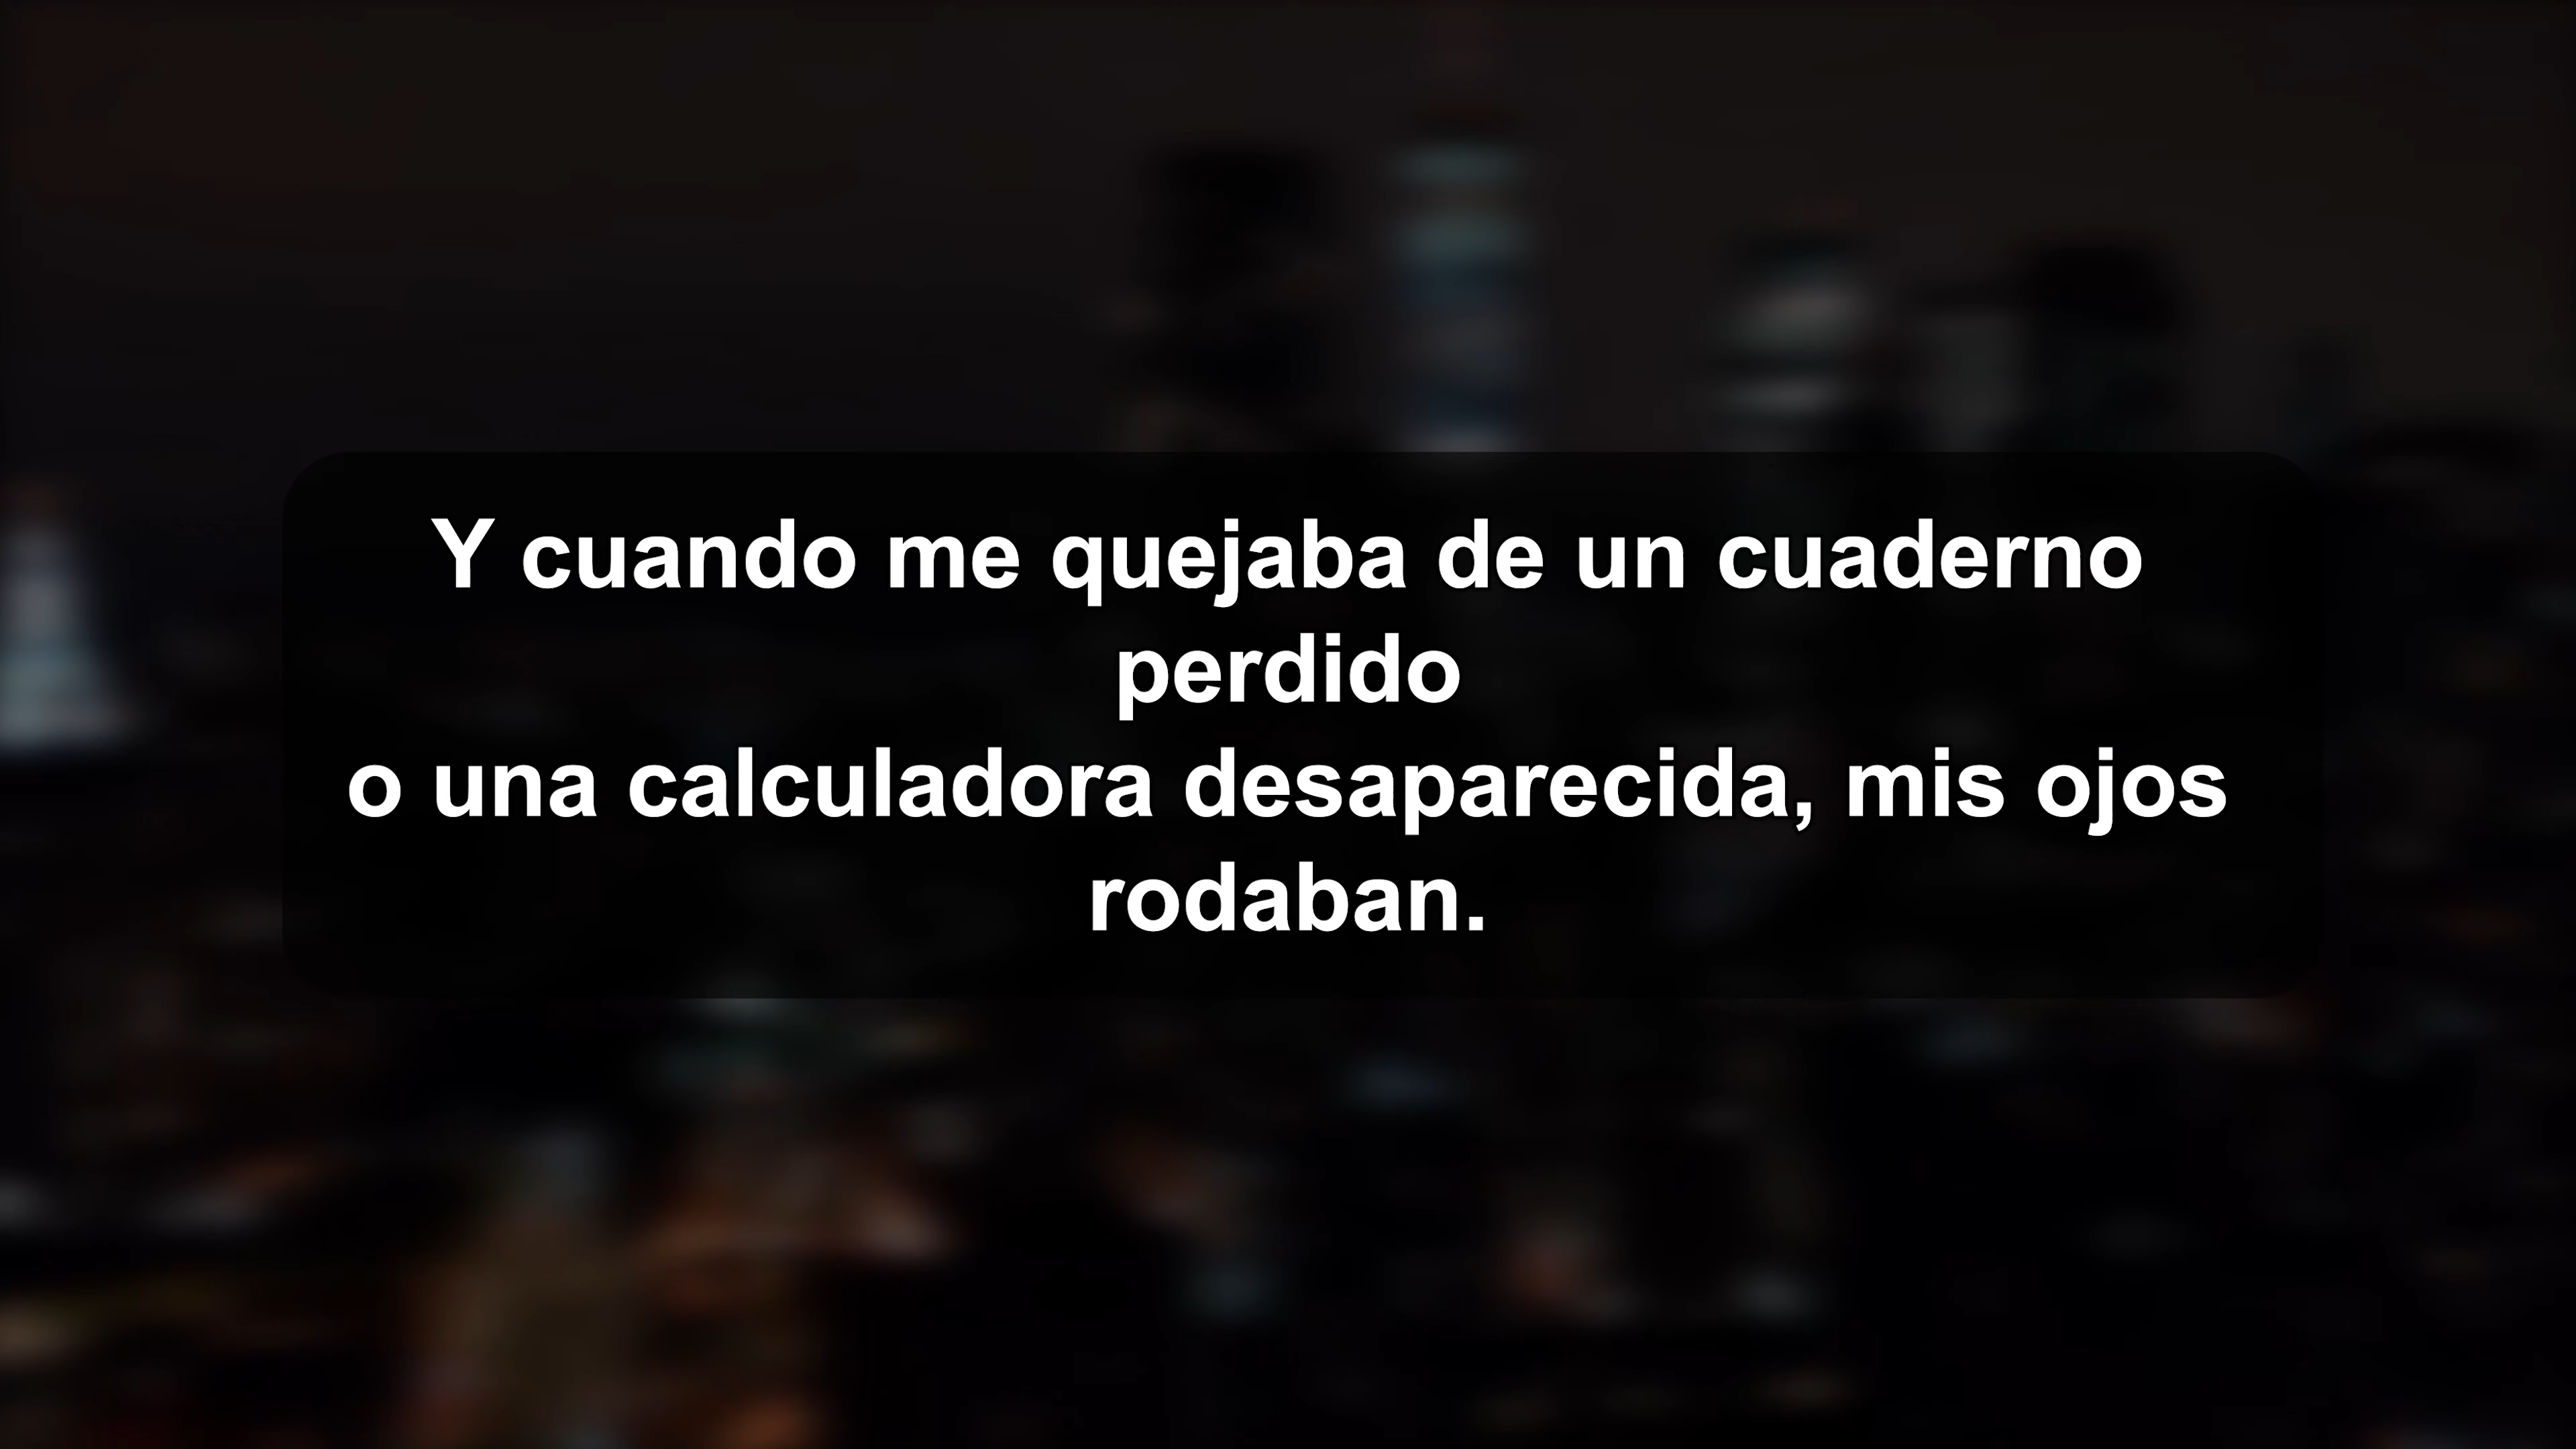 Y cuando me quejaba de un cuaderno
perdido
o una calculadora desaparecida, mis ojos
rodaban.